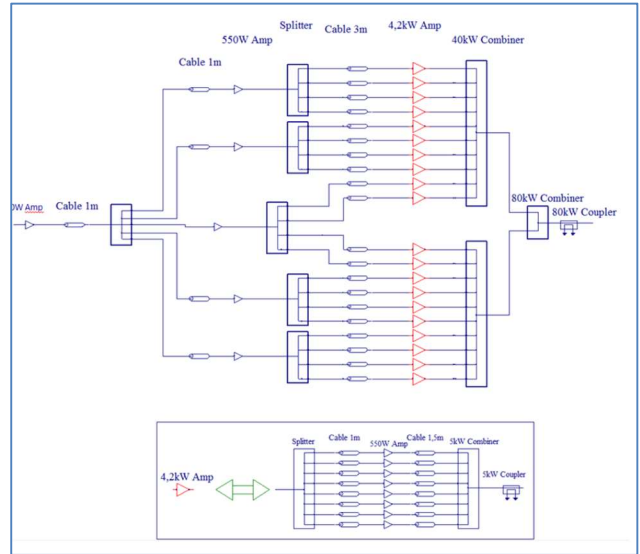 Splitter Cable 3m 4,2kW Amp
550W Amp 40kW Combiner
Cable 1m
0W Amp Cable 1m
80kW Combiner
80kW Coupler
Splitter Cable 1m 550W Amp Cable 1,5m 5kW Combiner
4,2kW Amp
5kW Coupler